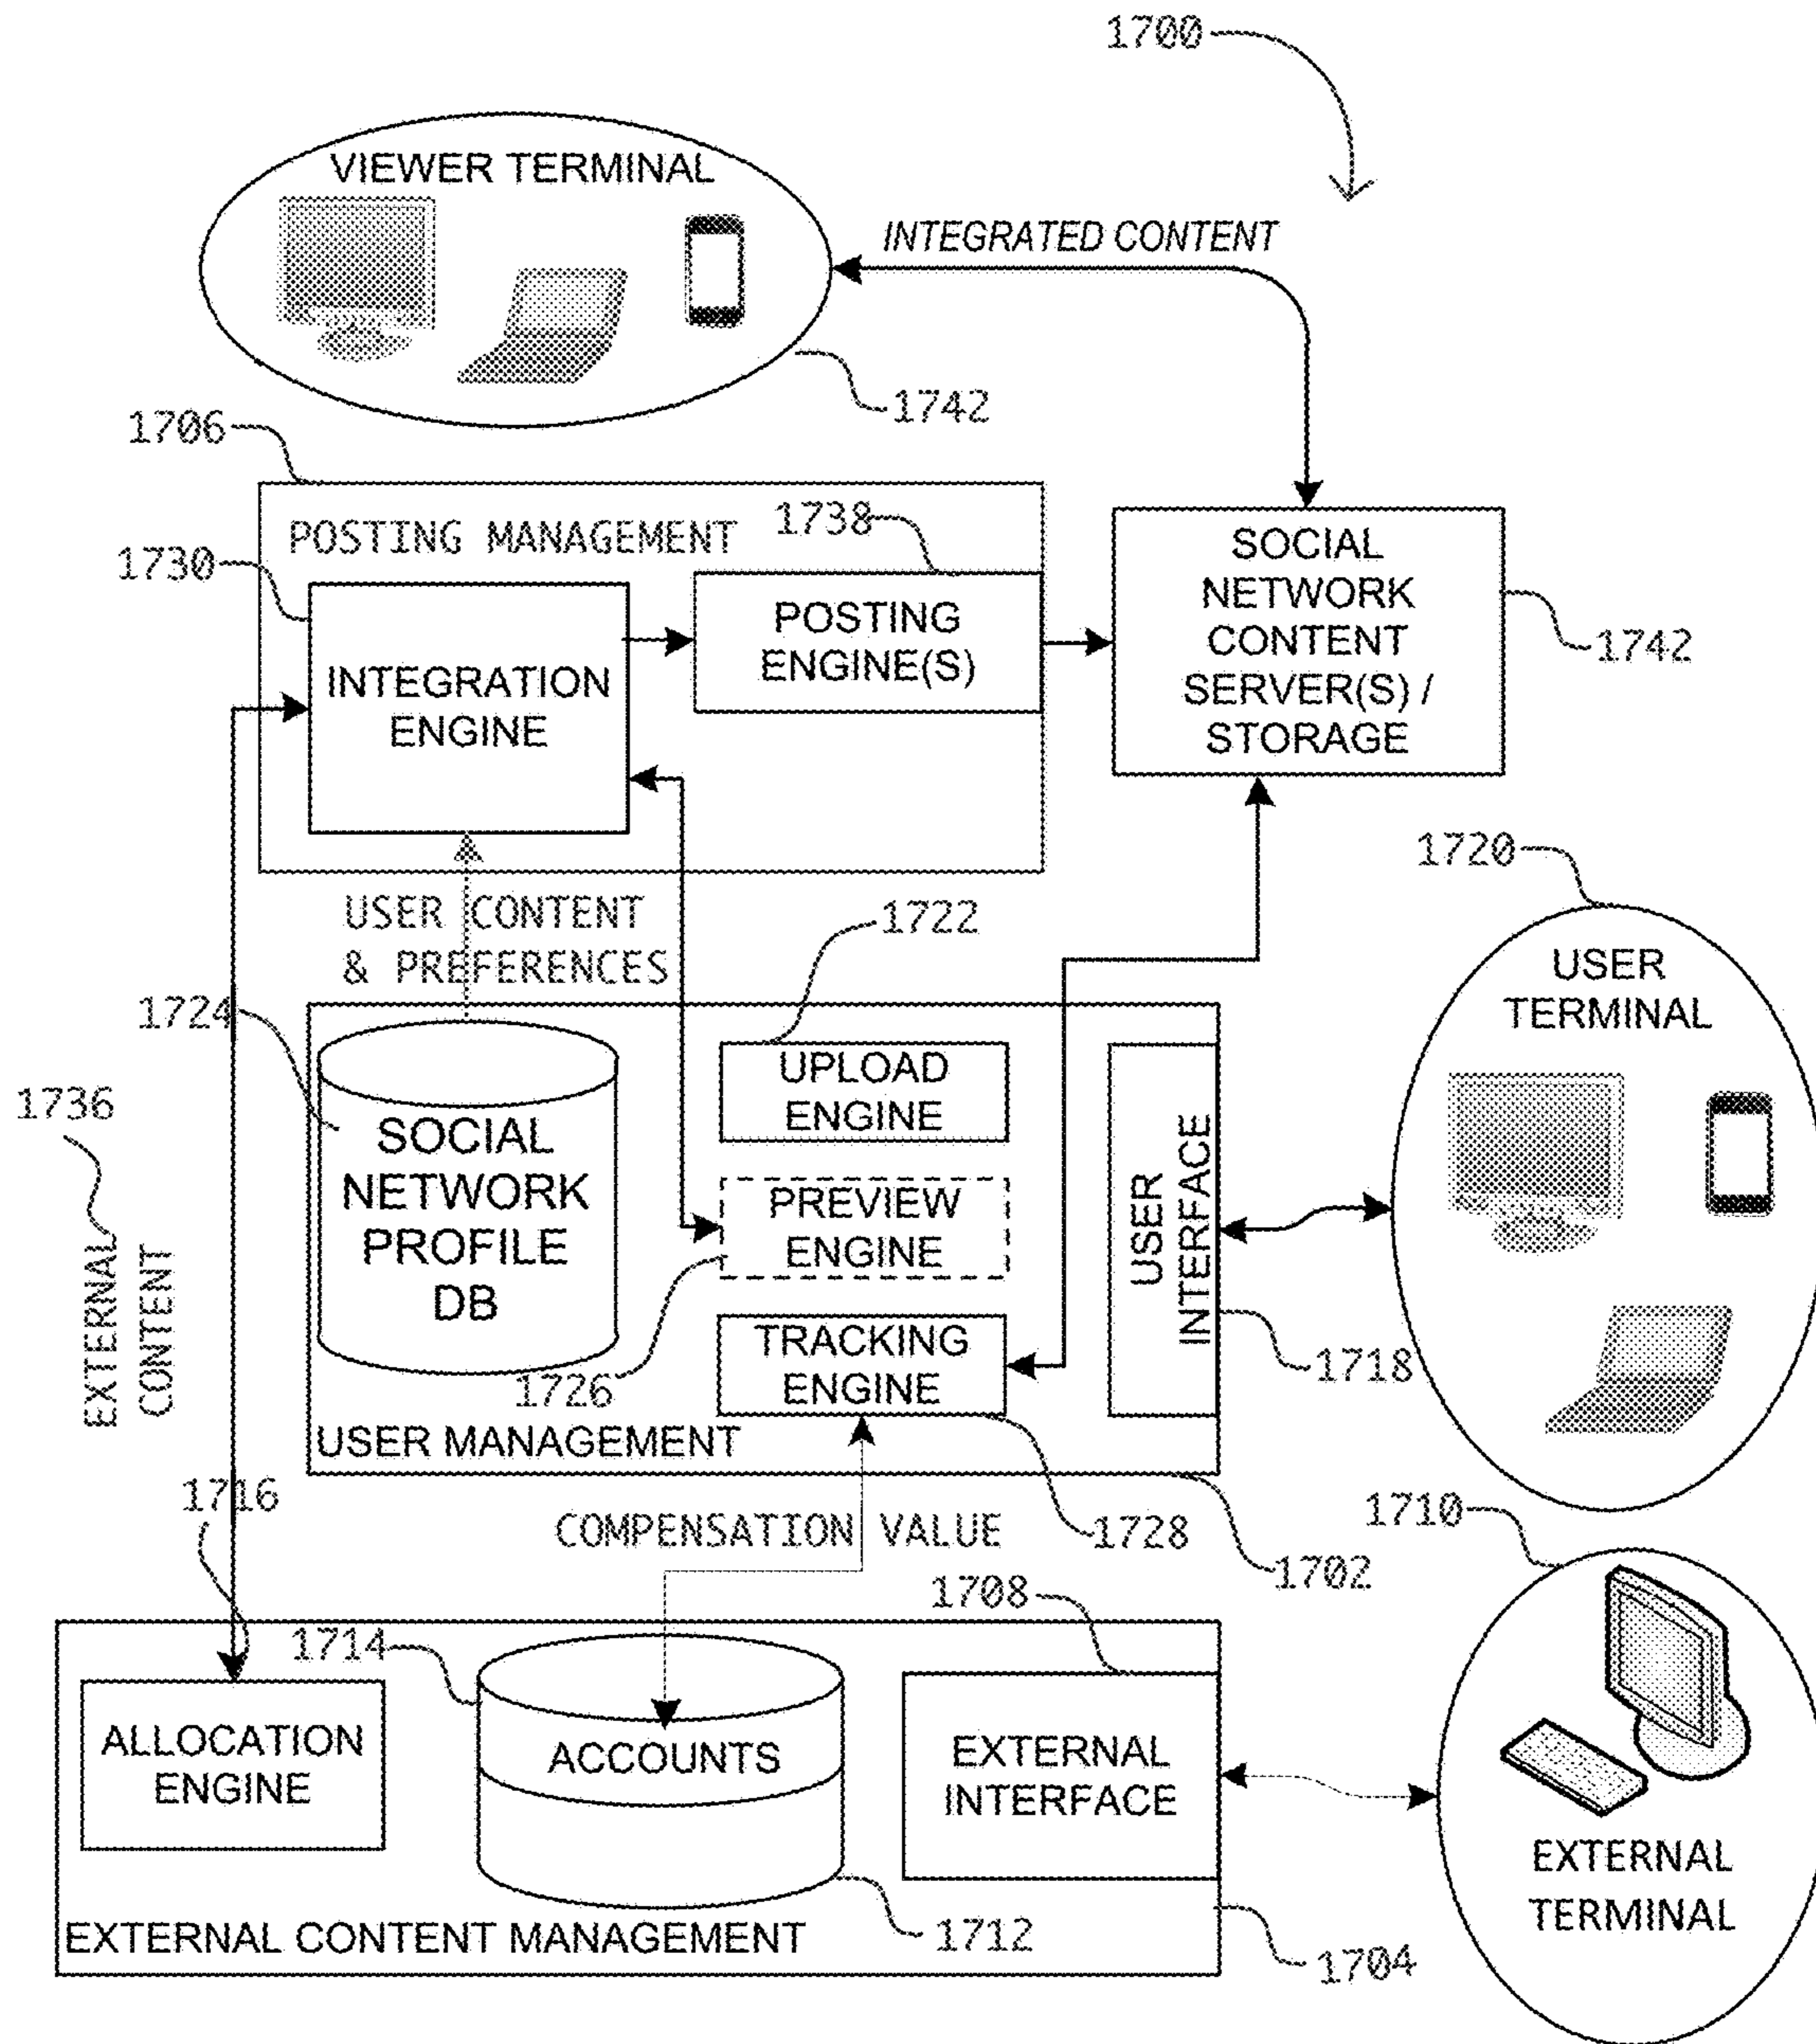 1700
VIEWER TERMINAL
INTEGRATED CONTENT
1742
1706
POSTING MANAGEMENT
1738
1730
INTEGRATION
ENGINE
POSTING
ENGINE(S)
SOCIAL
NETWORK
CONTENT
SERVER(S) /
STORAGE
1742
USER CONTENT
& PREFERENCES
1722
1720
USER
TERMINAL
1724
SOCIAL
NETWORK
PROFILE
DB
UPLOAD
ENGINE
PREVIEW
ENGINE
TRACKING
ENGINE
USER
INTERFACE
1736
EXTERNAL
CONTENT
1726
1718
USER MANAGEMENT
1716
COMPENSATION VALUE
1728
1702
1710
1708
1714
ALLOCATION
ENGINE
ACCOUNTS
EXTERNAL
INTERFACE
EXTERNAL
TERMINAL
EXTERNAL CONTENT MANAGEMENT
1712
1704